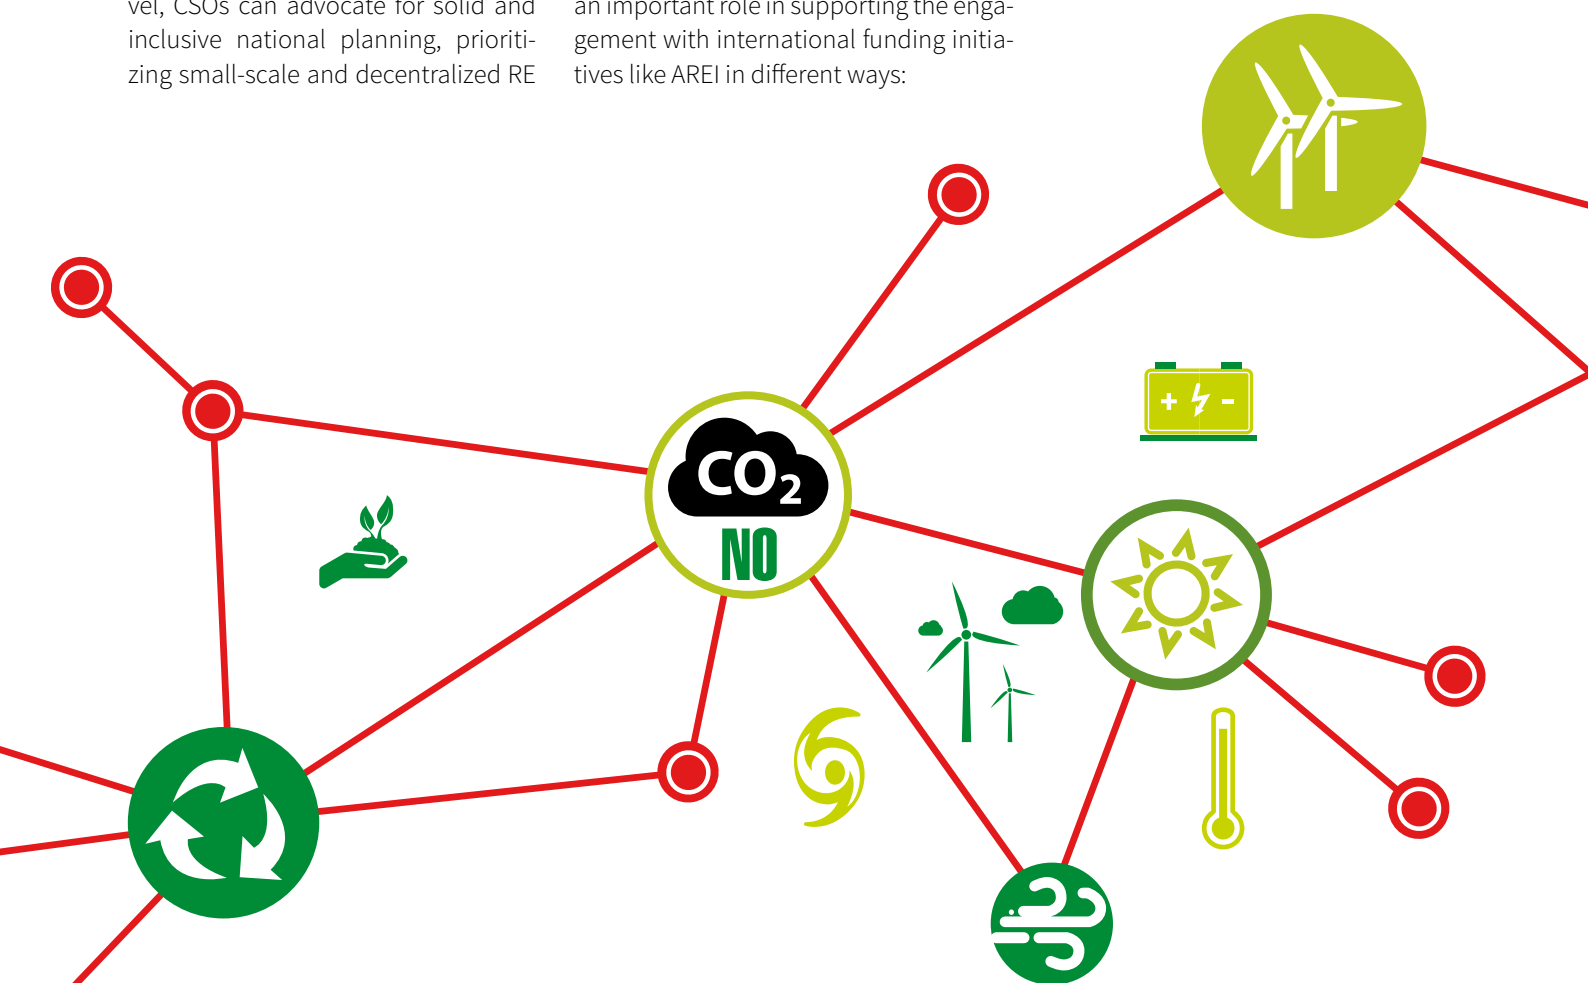 vel, CSOs can advocate for solid and
inclusive national planning, prioriti-
zing small-scale and decentralized RE
an important role in supporting the enga-
gement with international funding initia-
tives like AREI in different ways:
CO₂
NO
+ -